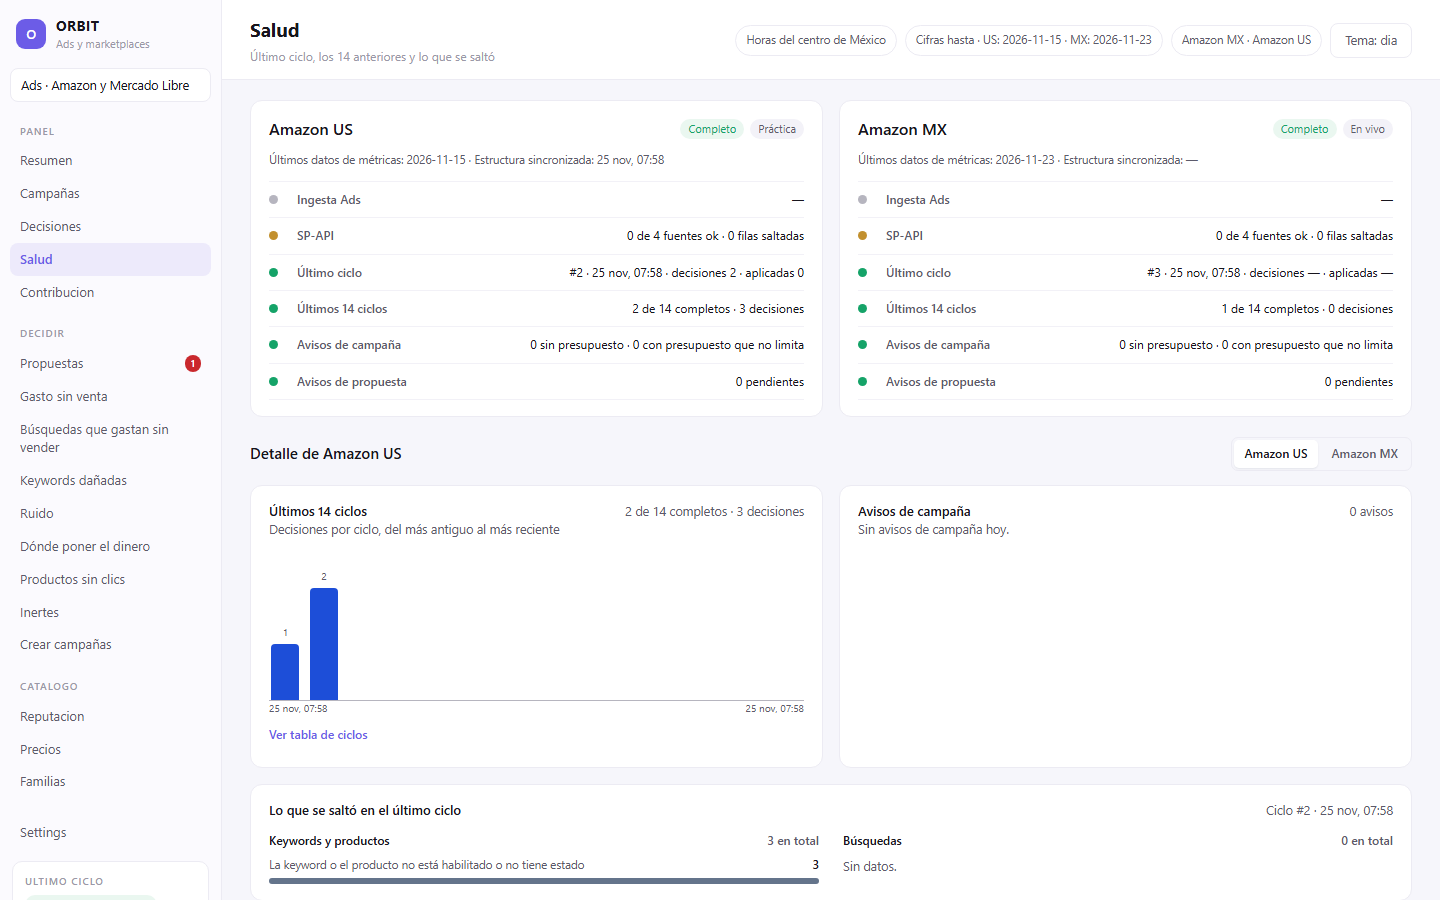 O
ORBIT
Ads y marketplaces
Ads · Amazon y Mercado Libre
PANEL
Resumen
Campañas
Decisiones
Salud
Contribucion
DECIDIR
Propuestas
1
Gasto sin venta
Búsquedas que gastan sin
vender
Keywords dañadas
Ruido
Dónde poner el dinero
Productos sin clics
Inertes
Crear campañas
CATALOGO
Reputacion
Precios
Familias
Settings
ULTIMO CICLO
Salud
Último ciclo, los 14 anteriores y lo que se saltó
Horas del centro de México
Cifras hasta · US: 2026-11-15 · MX: 2026-11-23
Amazon MX · Amazon US
Tema: dia
Amazon US
Completo
Práctica
Últimos datos de métricas: 2026-11-15 · Estructura sincronizada: 25 nov, 07:58
Ingesta Ads —
SP-API 0 de 4 fuentes ok · 0 filas saltadas
Último ciclo #2 · 25 nov, 07:58 · decisiones 2 · aplicadas 0
Últimos 14 ciclos 2 de 14 completos · 3 decisiones
Avisos de campaña 0 sin presupuesto · 0 con presupuesto que no limita
Avisos de propuesta 0 pendientes
Amazon MX
Completo
En vivo
Últimos datos de métricas: 2026-11-23 · Estructura sincronizada: —
Ingesta Ads —
SP-API 0 de 4 fuentes ok · 0 filas saltadas
Último ciclo #3 · 25 nov, 07:58 · decisiones — · aplicadas —
Últimos 14 ciclos 1 de 14 completos · 0 decisiones
Avisos de campaña 0 sin presupuesto · 0 con presupuesto que no limita
Avisos de propuesta 0 pendientes
Detalle de Amazon US
Amazon US
Amazon MX
Últimos 14 ciclos 2 de 14 completos · 3 decisiones
Decisiones por ciclo, del más antiguo al más reciente
1
2
25 nov, 07:58
25 nov, 07:58
Ver tabla de ciclos
Avisos de campaña 0 avisos
Sin avisos de campaña hoy.
Lo que se saltó en el último ciclo Ciclo #2 · 25 nov, 07:58
Keywords y productos 3 en total
La keyword o el producto no está habilitado o no tiene estado 3
Búsquedas 0 en total
Sin datos.